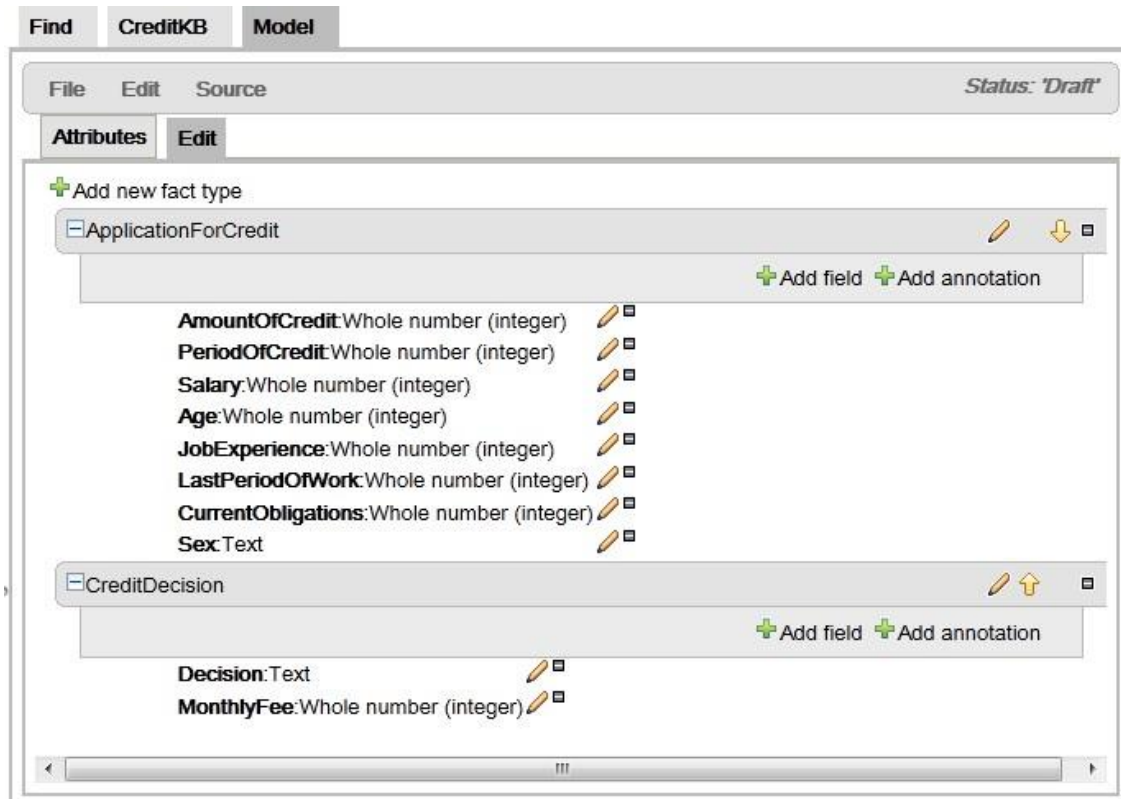 Find CreditKB Model
File Edit Source Status: 'Draft'
Attributes Edit
Add new fact type
ApplicationForCredit
Add field Add annotation
AmountOfCredit:Whole number (integer)
PeriodOfCredit:Whole number (integer)
Salary:Whole number (integer)
Age:Whole number (integer)
JobExperience:Whole number (integer)
LastPeriodOfWork:Whole number (integer)
CurrentObligations:Whole number (integer)
Sex:Text
CreditDecision
Add field Add annotation
Decision:Text
MonthlyFee:Whole number (integer)